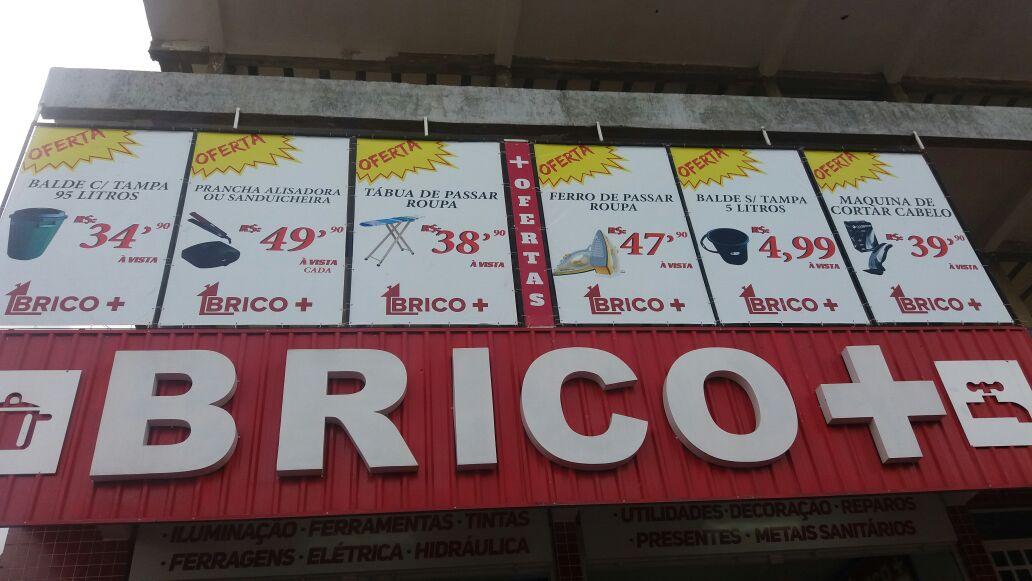 OFERTA
BALDE C/ TAMPA
95 LITROS
34,90
À VISTA
BRICO +
OFERTA
PRANCHA ALISADORA
OU SANDUICHEIRA
49,90
À VISTA
CADA
BRICO +
OFERTA
TÁBUA DE PASSAR
ROUPA
38,90
À VISTA
BRICO +
+ OFERTAS
OFERTA
FERRO DE PASSAR
ROUPA
47,90
À VISTA
BRICO +
OFERTA
BALDE S/ TAMPA
5 LITROS
4,99
À VISTA
BRICO +
OFERTA
MAQUINA DE
CORTAR CABELO
39,90
À VISTA
BRICO +
BRICO+
·ILUMINAÇÃO·FERRAMENTAS·TINTAS
·FERRAGENS·ELÉTRICA·HIDRÁULICA
·UTILIDADES·DECORAÇÃO·REPAROS
·PRESENTES·METAIS SANITÁRIOS